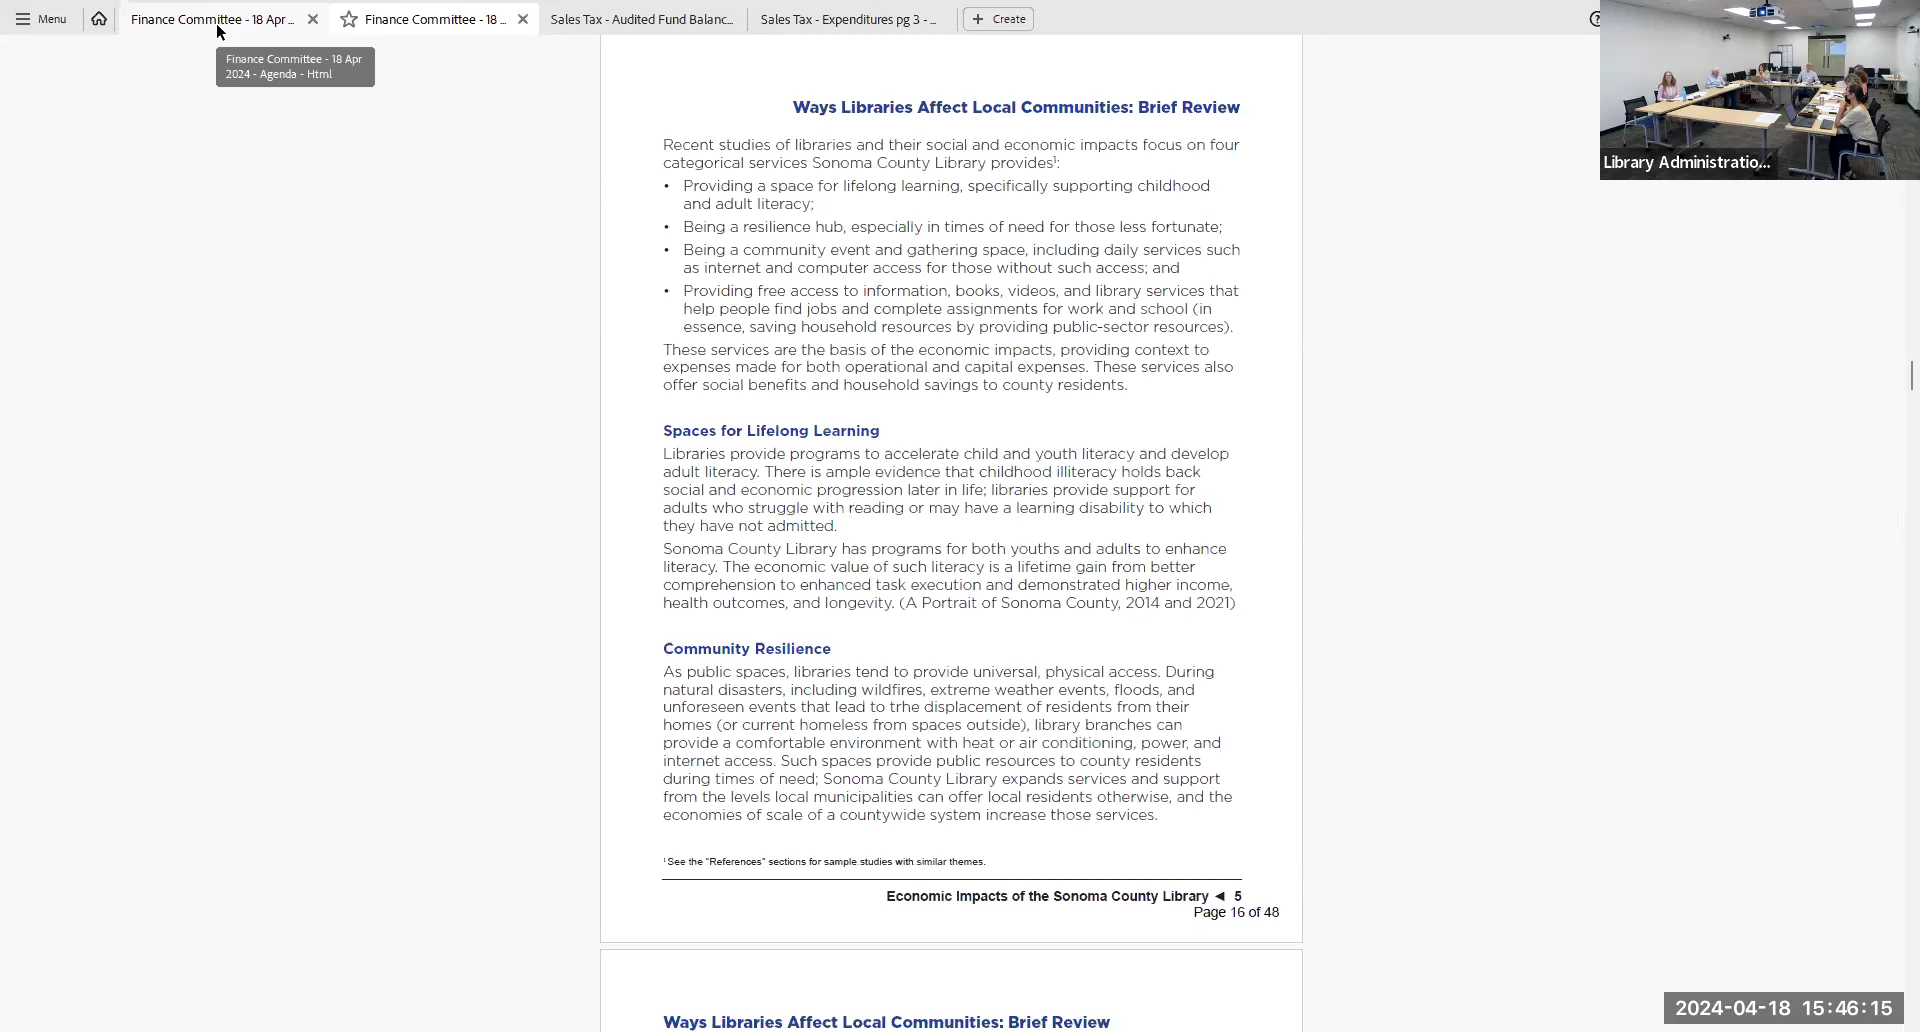 Menu
Finance Committee - 18 Apr ...
Finance Committee - 18 ...
Sales Tax - Audited Fund Balanc...
Sales Tax - Expenditures pg 3 - ...
Create
Finance Committee - 18 Apr
2024 - Agenda - Html
Library Administratio...
Ways Libraries Affect Local Communities: Brief Review
Recent studies of libraries and their social and economic impacts focus on four
categorical services Sonoma County Library provides¹:
• Providing a space for lifelong learning, specifically supporting childhood
and adult literacy;
• Being a resilience hub, especially in times of need for those less fortunate;
• Being a community event and gathering space, including daily services such
as internet and computer access for those without such access; and
• Providing free access to information, books, videos, and library services that
help people find jobs and complete assignments for work and school (in
essence, saving household resources by providing public-sector resources).
These services are the basis of the economic impacts, providing context to
expenses made for both operational and capital expenses. These services also
offer social benefits and household savings to county residents.
Spaces for Lifelong Learning
Libraries provide programs to accelerate child and youth literacy and develop
adult literacy. There is ample evidence that childhood illiteracy holds back
social and economic progression later in life; libraries provide support for
adults who struggle with reading or may have a learning disability to which
they have not admitted.
Sonoma County Library has programs for both youths and adults to enhance
literacy. The economic value of such literacy is a lifetime gain from better
comprehension to enhanced task execution and demonstrated higher income,
health outcomes, and longevity. (A Portrait of Sonoma County, 2014 and 2021)
Community Resilience
As public spaces, libraries tend to provide universal, physical access. During
natural disasters, including wildfires, extreme weather events, floods, and
unforeseen events that lead to trhe displacement of residents from their
homes (or current homeless from spaces outside), library branches can
provide a comfortable environment with heat or air conditioning, power, and
internet access. Such spaces provide public resources to county residents
during times of need; Sonoma County Library expands services and support
from the levels local municipalities can offer local residents otherwise, and the
economies of scale of a countywide system increase those services.
¹ See the "References" sections for sample studies with similar themes.
Economic Impacts of the Sonoma County Library ◄ 5
Page 16 of 48
Ways Libraries Affect Local Communities: Brief Review
2024-04-18 15:46:15